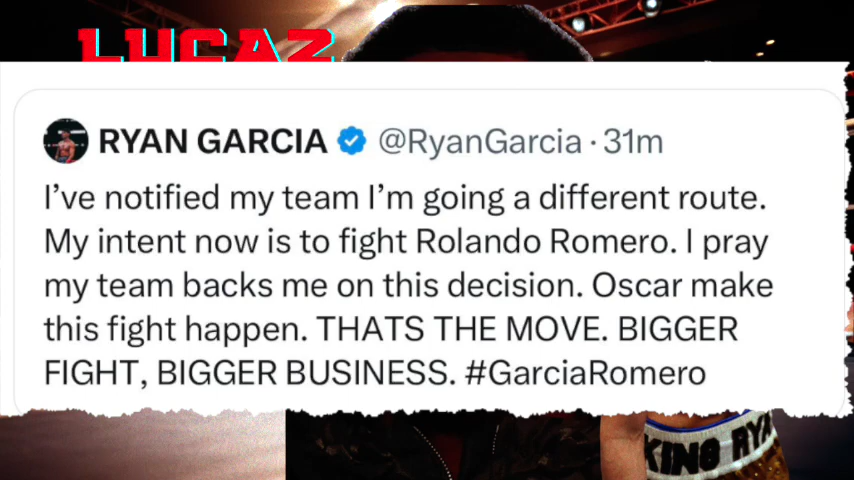 LUCAZ
RYAN GARCIA @RyanGarcia · 31m
I've notified my team I'm going a different route.
My intent now is to fight Rolando Romero. I pray
my team backs me on this decision. Oscar make
this fight happen. THATS THE MOVE. BIGGER
FIGHT, BIGGER BUSINESS. #GarciaRomero
KING RYA